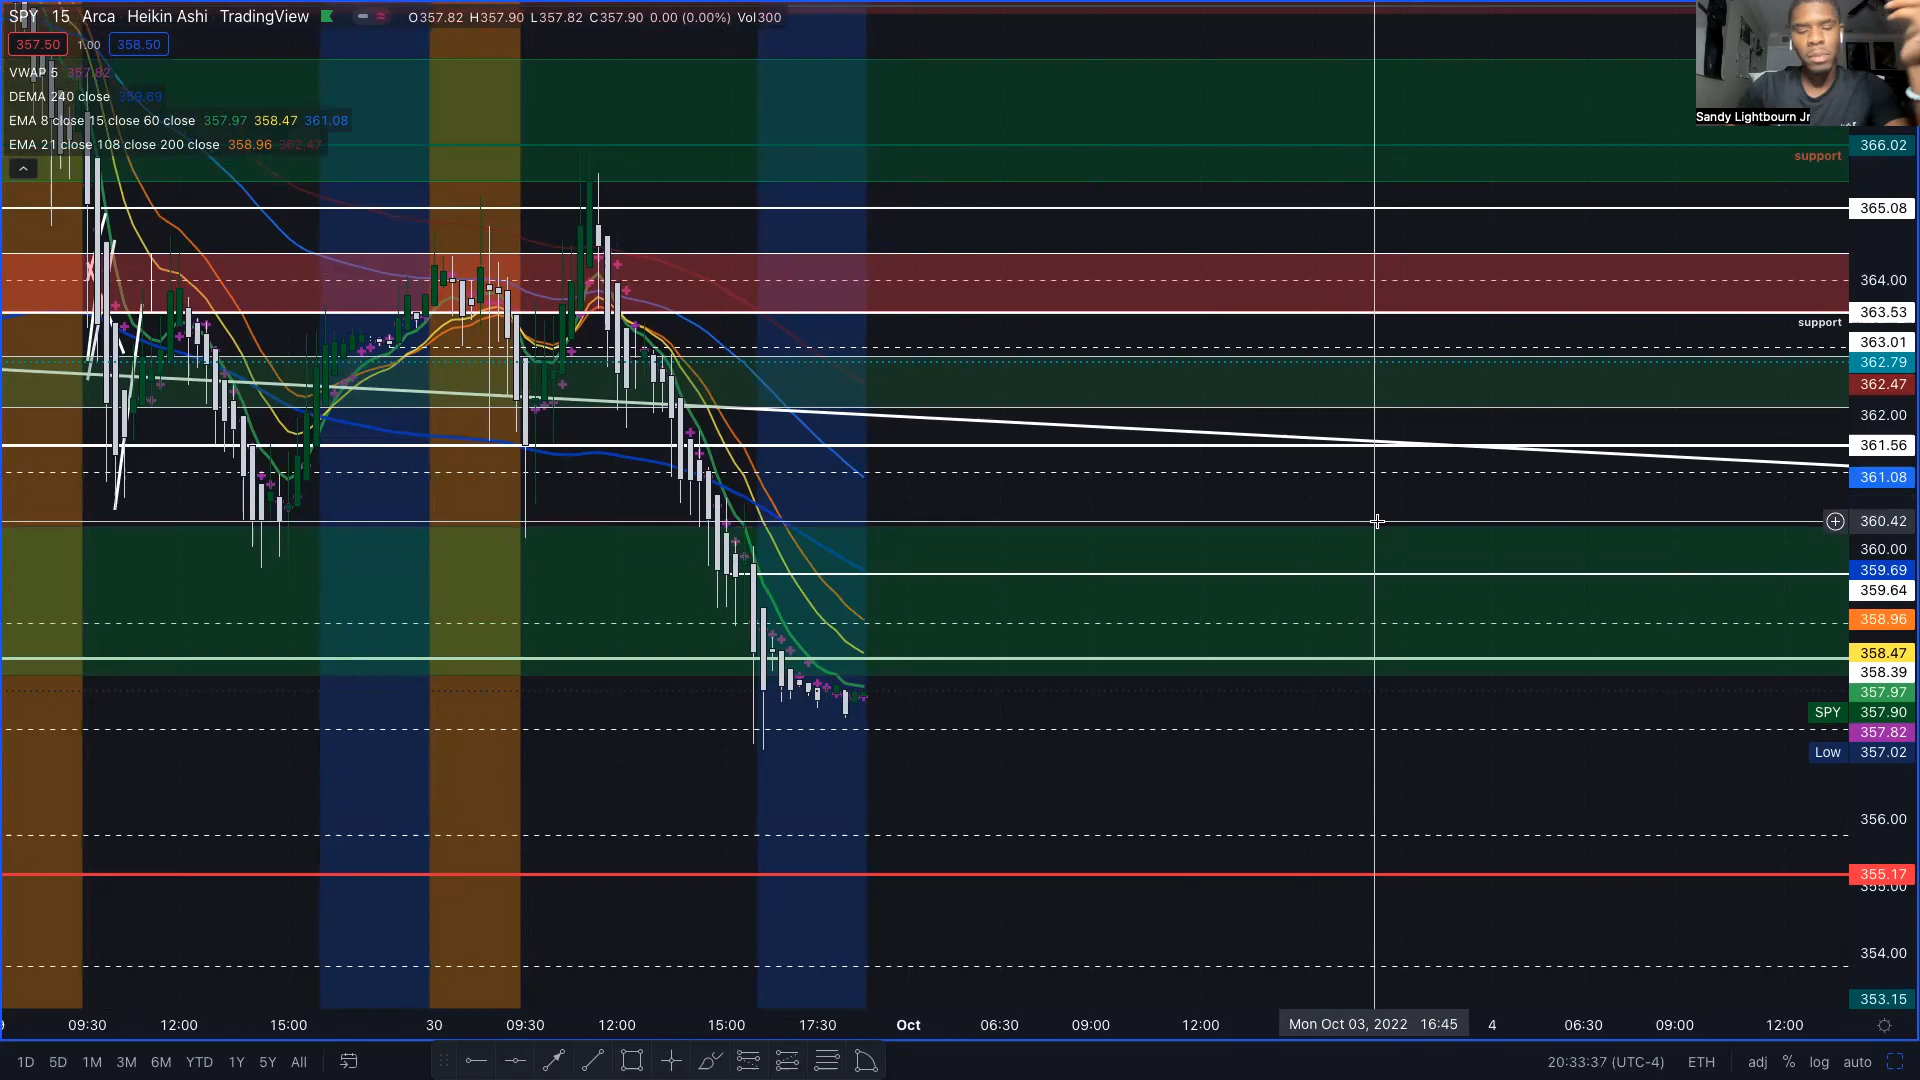 SPY 15 Arca Heikin Ashi TradingView O357.82 H357.90 L357.82 C357.90 0.00 (0.00%) Vol300
357.50 1.00 358.50
VWAP 5 357.82
DEMA 240 close 359.69
EMA 8 close 15 close 60 close 357.97 358.47 361.08
EMA 21 close 108 close 200 close 358.96 362.47
Sandy Lightbourn Jr
366.02
support
365.08
364.00
363.53
support
363.01
362.79
362.47
362.00
361.56
361.08
360.42
360.00
359.69
359.64
358.96
358.47
358.39
357.97
SPY 357.90
357.82
Low 357.02
356.00
355.17
355.00
354.00
353.15
09:30 12:00 15:00 30 09:30 12:00 15:00 17:30 Oct 06:30 09:00 12:00 Mon Oct 03, 2022 16:45 4 06:30 09:00 12:00
1D 5D 1M 3M 6M YTD 1Y 5Y All 20:33:37 (UTC-4) ETH adj % log auto